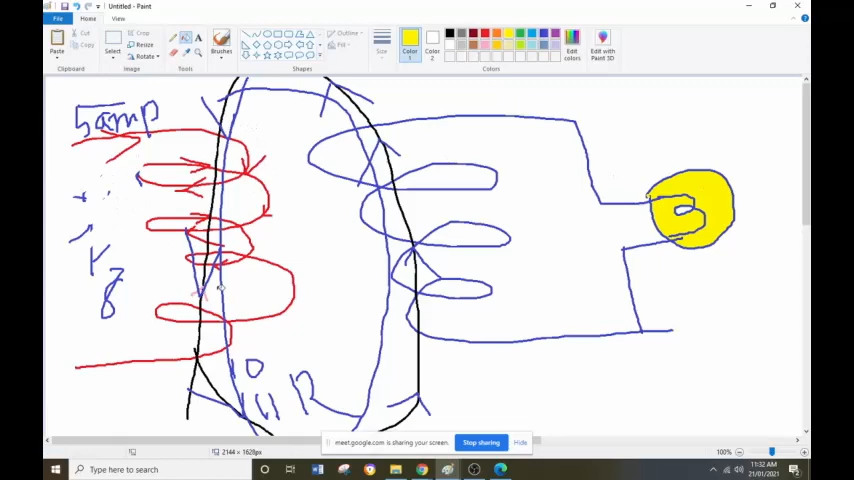 Untitled - Paint
File
Home
View
Cut
Copy
Paste
Clipboard
Crop
Resize
Rotate
Select
Image
Tools
Brushes
Outline
Fill
Shapes
Size
Color 1
Color 2
Edit colors
Colors
Edit with Paint 3D
5amp
8
10
meet.google.com is sharing your screen.
Stop sharing
Hide
2144 × 1628px
100%
Type here to search
11:32 AM
21/01/2021